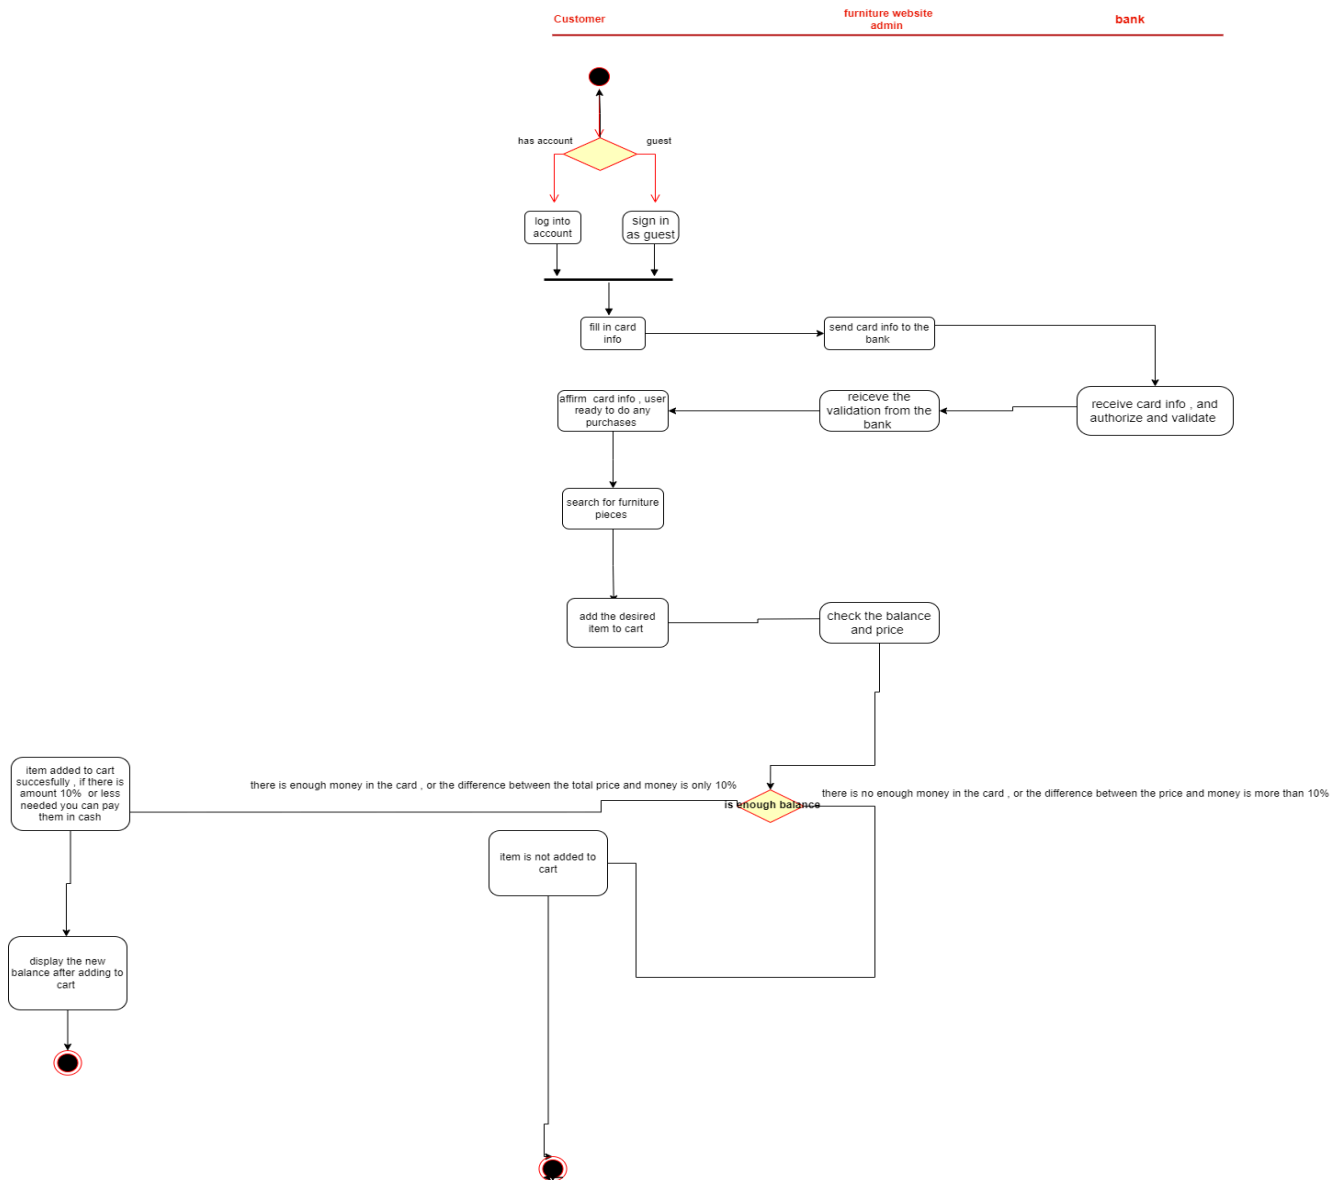 Customer
furniture website
admin
bank
has account
guest
log into
account
sign in
as guest
fill in card
info
send card info to the
bank
affirm card info , user
ready to do any
purchases
reiceve the
validation from the
bank
receive card info , and
authorize and validate
search for furniture
pieces
add the desired
item to cart
check the balance
and price
item added to cart
succesfully , if there is
amount 10% or less
needed you can pay
them in cash
there is enough money in the card , or the difference between the total price and money is only 10%
is enough balance
there is no enough money in the card , or the difference between the price and money is more than 10%
item is not added to
cart
display the new
balance after adding to
cart